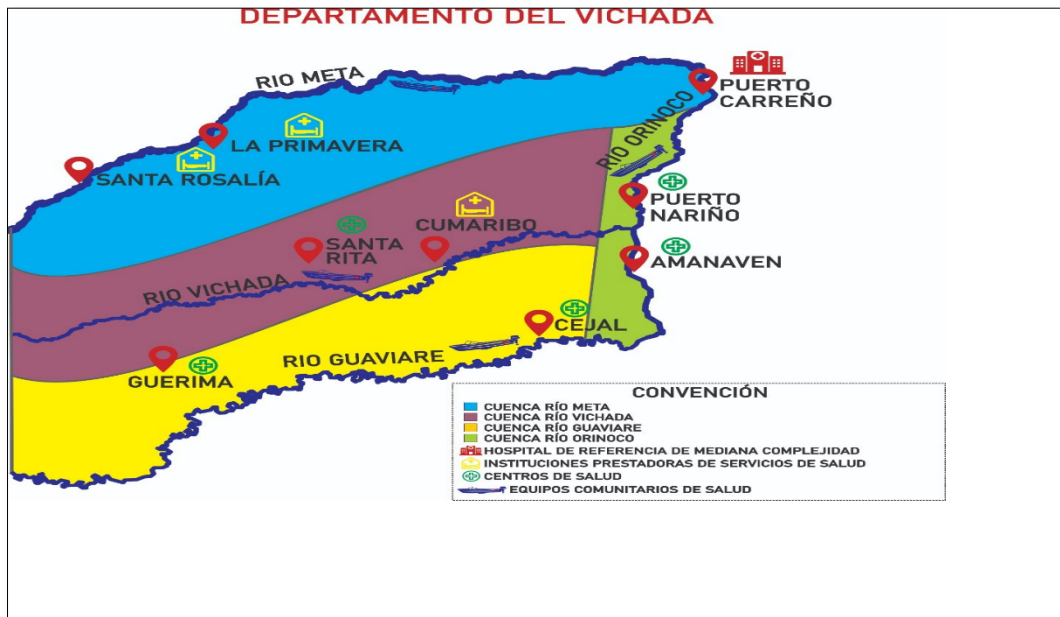 DEPARTAMENTO DEL VICHADA
RIO META
PUERTO
CARREÑO
LA PRIMAVERA
RIO ORINOCO
SANTA ROSALÍA
PUERTO
NARIÑO
CUMARIBO
SANTA
RITA
AMANAVEN
RIO VICHADA
CEJAL
RIO GUAVIARE
GUERIMA
CONVENCIÓN
CUENCA RÍO META
CUENCA RÍO VICHADA
CUENCA RÍO GUAVIARE
CUENCA RÍO ORINOCO
HOSPITAL DE REFERENCIA DE MEDIANA COMPLEJIDAD
INSTITUCIONES PRESTADORAS DE SERVICIOS DE SALUD
CENTROS DE SALUD
EQUIPOS COMUNITARIOS DE SALUD